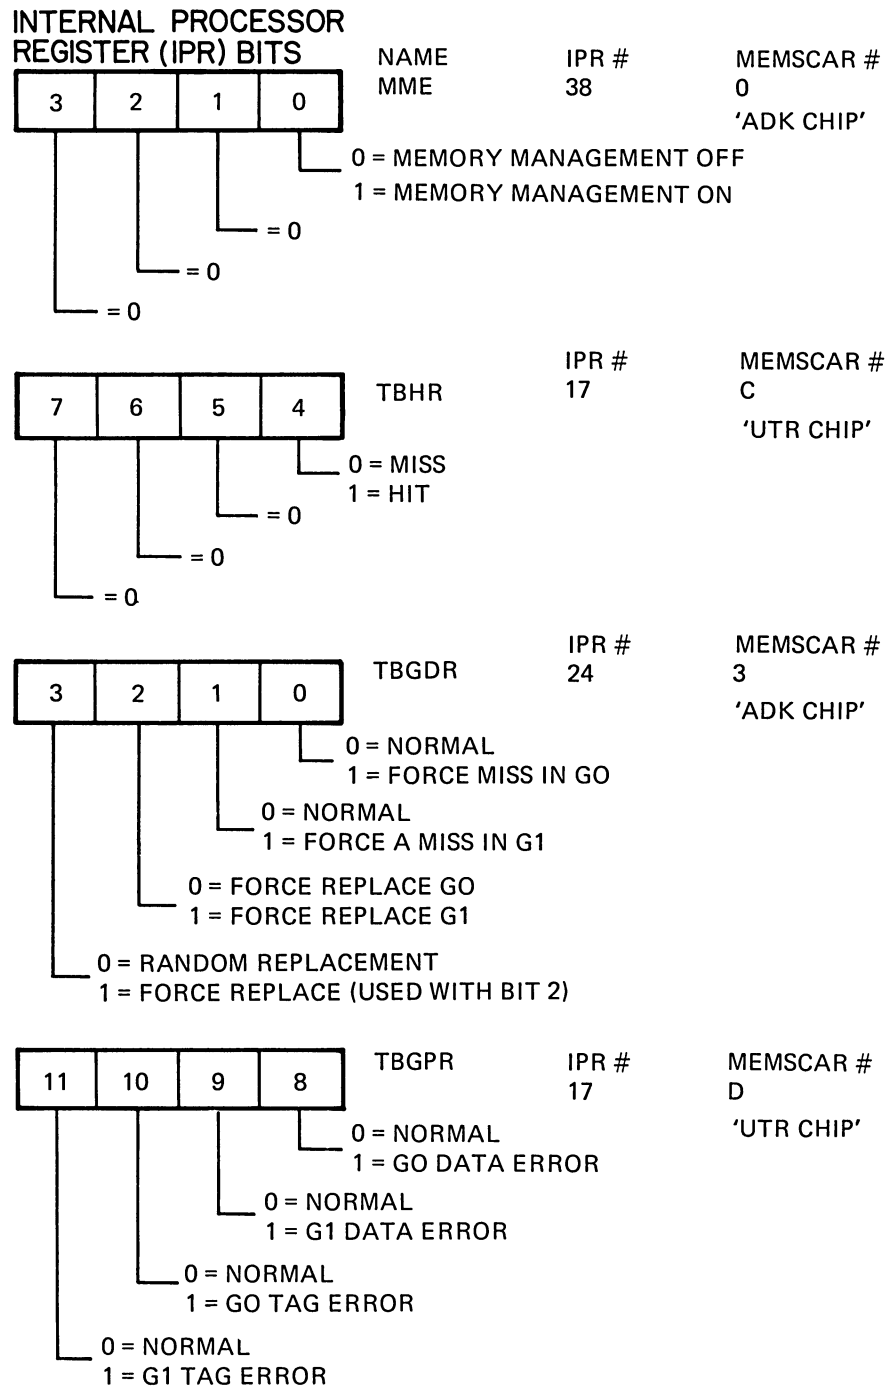 INTERNAL PROCESSOR
REGISTER (IPR) BITS
NAME IPR # MEMSCAR #
MME 38 0
'ADK CHIP'
3 2 1 0
0 = MEMORY MANAGEMENT OFF
1 = MEMORY MANAGEMENT ON
= 0
= 0
= 0
IPR # MEMSCAR #
TBHR 17 C
'UTR CHIP'
7 6 5 4
0 = MISS
1 = HIT
= 0
= 0
= 0
IPR # MEMSCAR #
TBGDR 24 3
'ADK CHIP'
3 2 1 0
0 = NORMAL
1 = FORCE MISS IN GO
0 = NORMAL
1 = FORCE A MISS IN G1
0 = FORCE REPLACE GO
1 = FORCE REPLACE G1
0 = RANDOM REPLACEMENT
1 = FORCE REPLACE (USED WITH BIT 2)
TBGPR IPR # MEMSCAR #
17 D
'UTR CHIP'
11 10 9 8
0 = NORMAL
1 = GO DATA ERROR
0 = NORMAL
1 = G1 DATA ERROR
0 = NORMAL
1 = GO TAG ERROR
0 = NORMAL
1 = G1 TAG ERROR